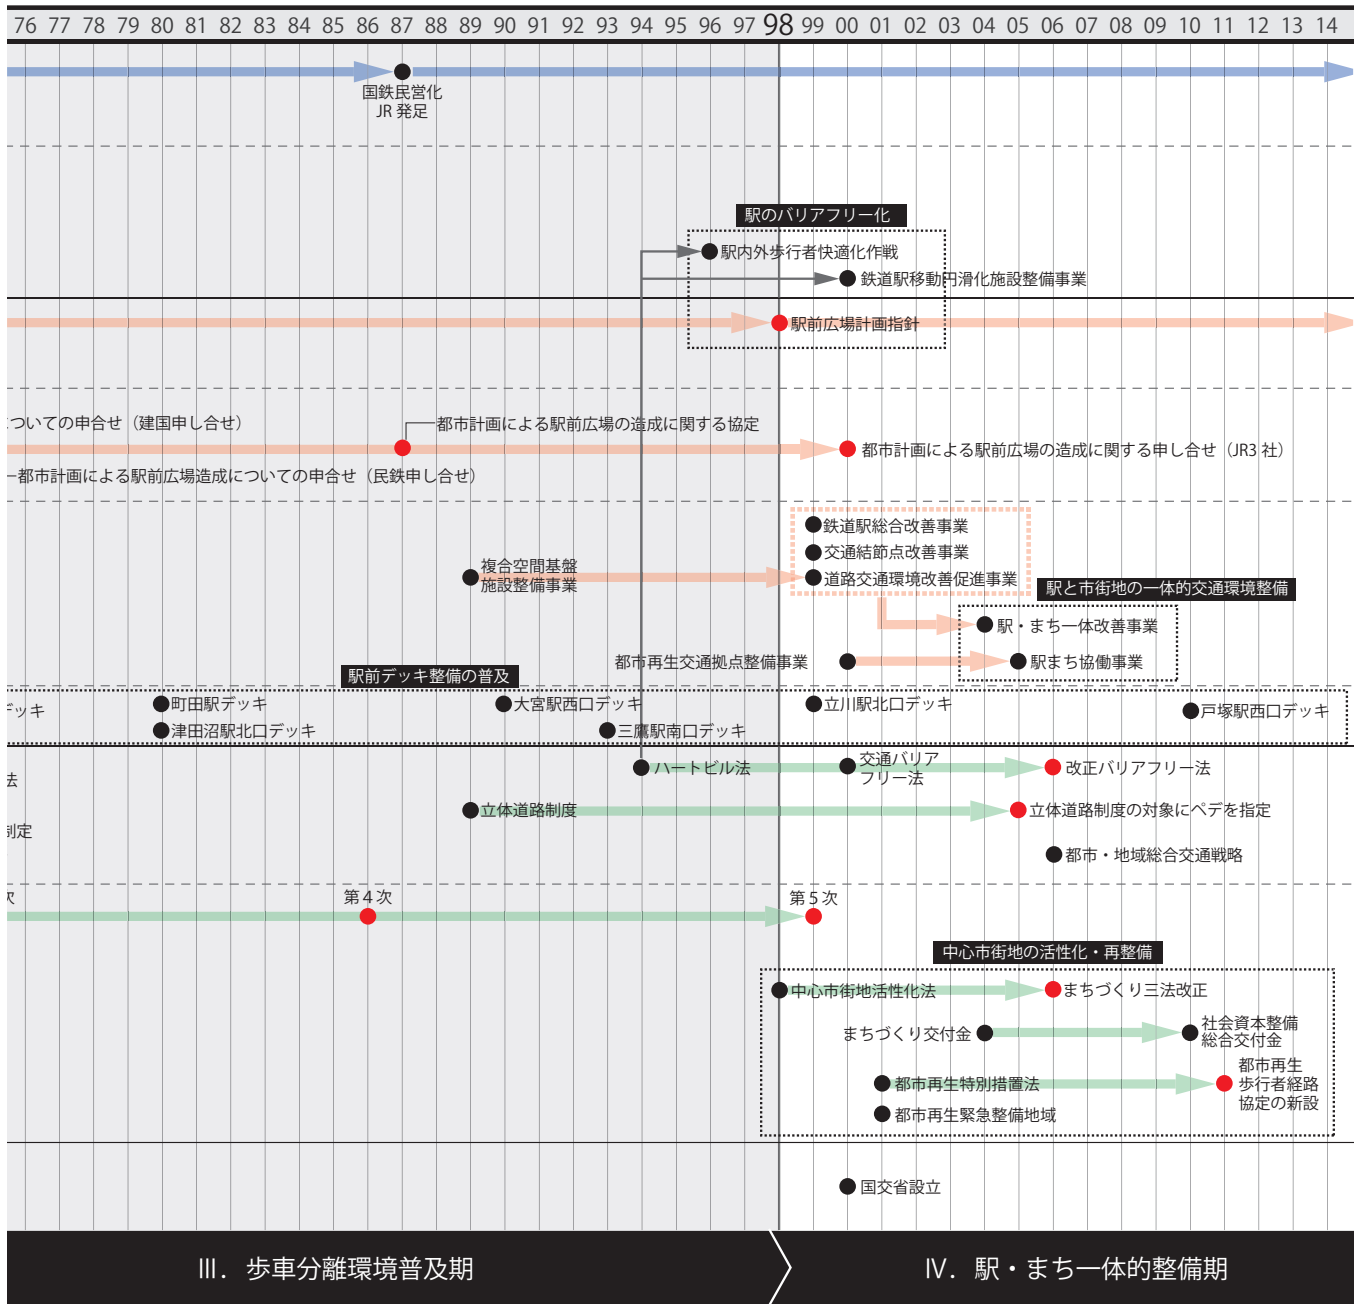 76 77 78 79 80 81 82 83 84 85 86 87 88 89 90 91 92 93 94 95 96 97 98 99 00 01 02 03 04 05 06 07 08 09 10 11 12 13 14
国鉄民営化
JR 発足
駅のバリアフリー化
駅内外歩行者快適化作戦
鉄道駅移動円滑化施設整備事業
駅前広場計画指針
ついての申合せ（建国申し合せ）
都市計画による駅前広場の造成に関する協定
都市計画による駅前広場の造成に関する申し合せ（JR3 社）
都市計画による駅前広場造成についての申合せ（民鉄申し合せ）
鉄道駅総合改善事業
交通結節点改善事業
道路交通環境改善促進事業
複合空間基盤
施設整備事業
駅と市街地の一体的交通環境整備
駅・まち一体改善事業
都市再生交通拠点整備事業
駅まち協働事業
駅前デッキ整備の普及
デッキ
町田駅デッキ
大宮駅西口デッキ
立川駅北口デッキ
戸塚駅西口デッキ
津田沼駅北口デッキ
三鷹駅南口デッキ
法
ハートビル法
交通バリア
フリー法
改正バリアフリー法
立体道路制度
立体道路制度の対象にペデを指定
制定
都市・地域総合交通戦略
次
第４次
第５次
中心市街地の活性化・再整備
中心市街地活性化法
まちづくり三法改正
まちづくり交付金
社会資本整備
総合交付金
都市再生特別措置法
都市再生
歩行者経路
協定の新設
都市再生緊急整備地域
国交省設立
Ⅲ．歩車分離環境普及期
Ⅳ．駅・まち一体的整備期